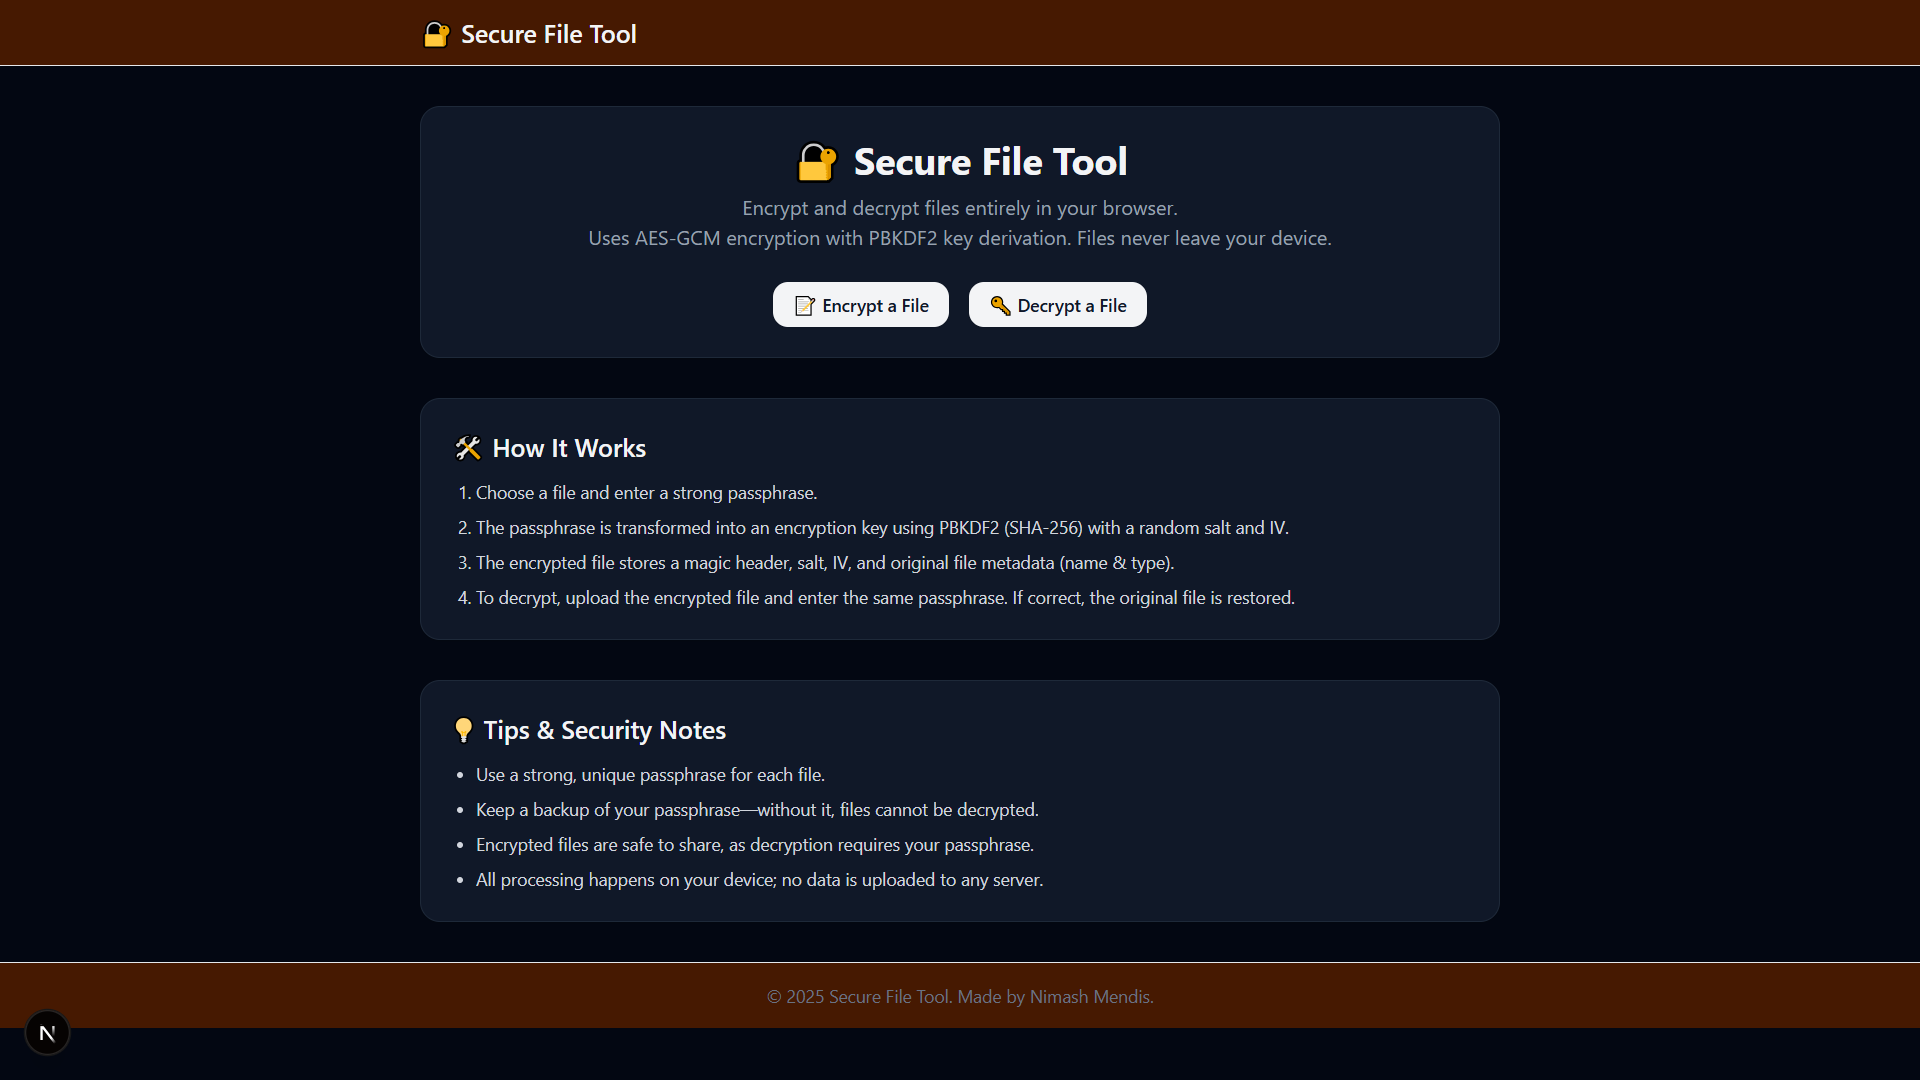 Secure File Tool
Secure File Tool
Encrypt and decrypt files entirely in your browser.
Uses AES-GCM encryption with PBKDF2 key derivation. Files never leave your device.
Encrypt a File
Decrypt a File
How It Works
1. Choose a file and enter a strong passphrase.
2. The passphrase is transformed into an encryption key using PBKDF2 (SHA-256) with a random salt and IV.
3. The encrypted file stores a magic header, salt, IV, and original file metadata (name & type).
4. To decrypt, upload the encrypted file and enter the same passphrase. If correct, the original file is restored.
Tips & Security Notes
• Use a strong, unique passphrase for each file.
• Keep a backup of your passphrase—without it, files cannot be decrypted.
• Encrypted files are safe to share, as decryption requires your passphrase.
• All processing happens on your device; no data is uploaded to any server.
© 2025 Secure File Tool. Made by Nimash Mendis.
N